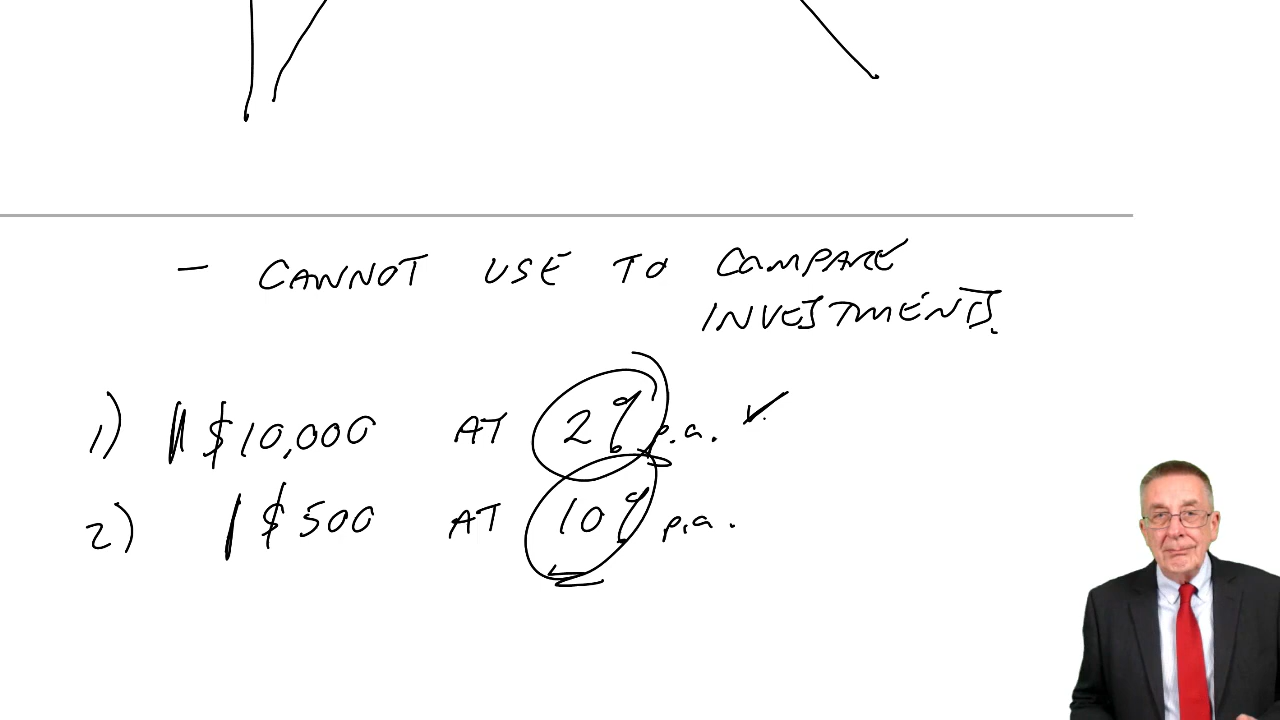 - CANNOT USE TO COMPARE
INVESTMENTS.
1) $10,000 AT 2% p.a. ✓
2) $500 AT 10% p.a.